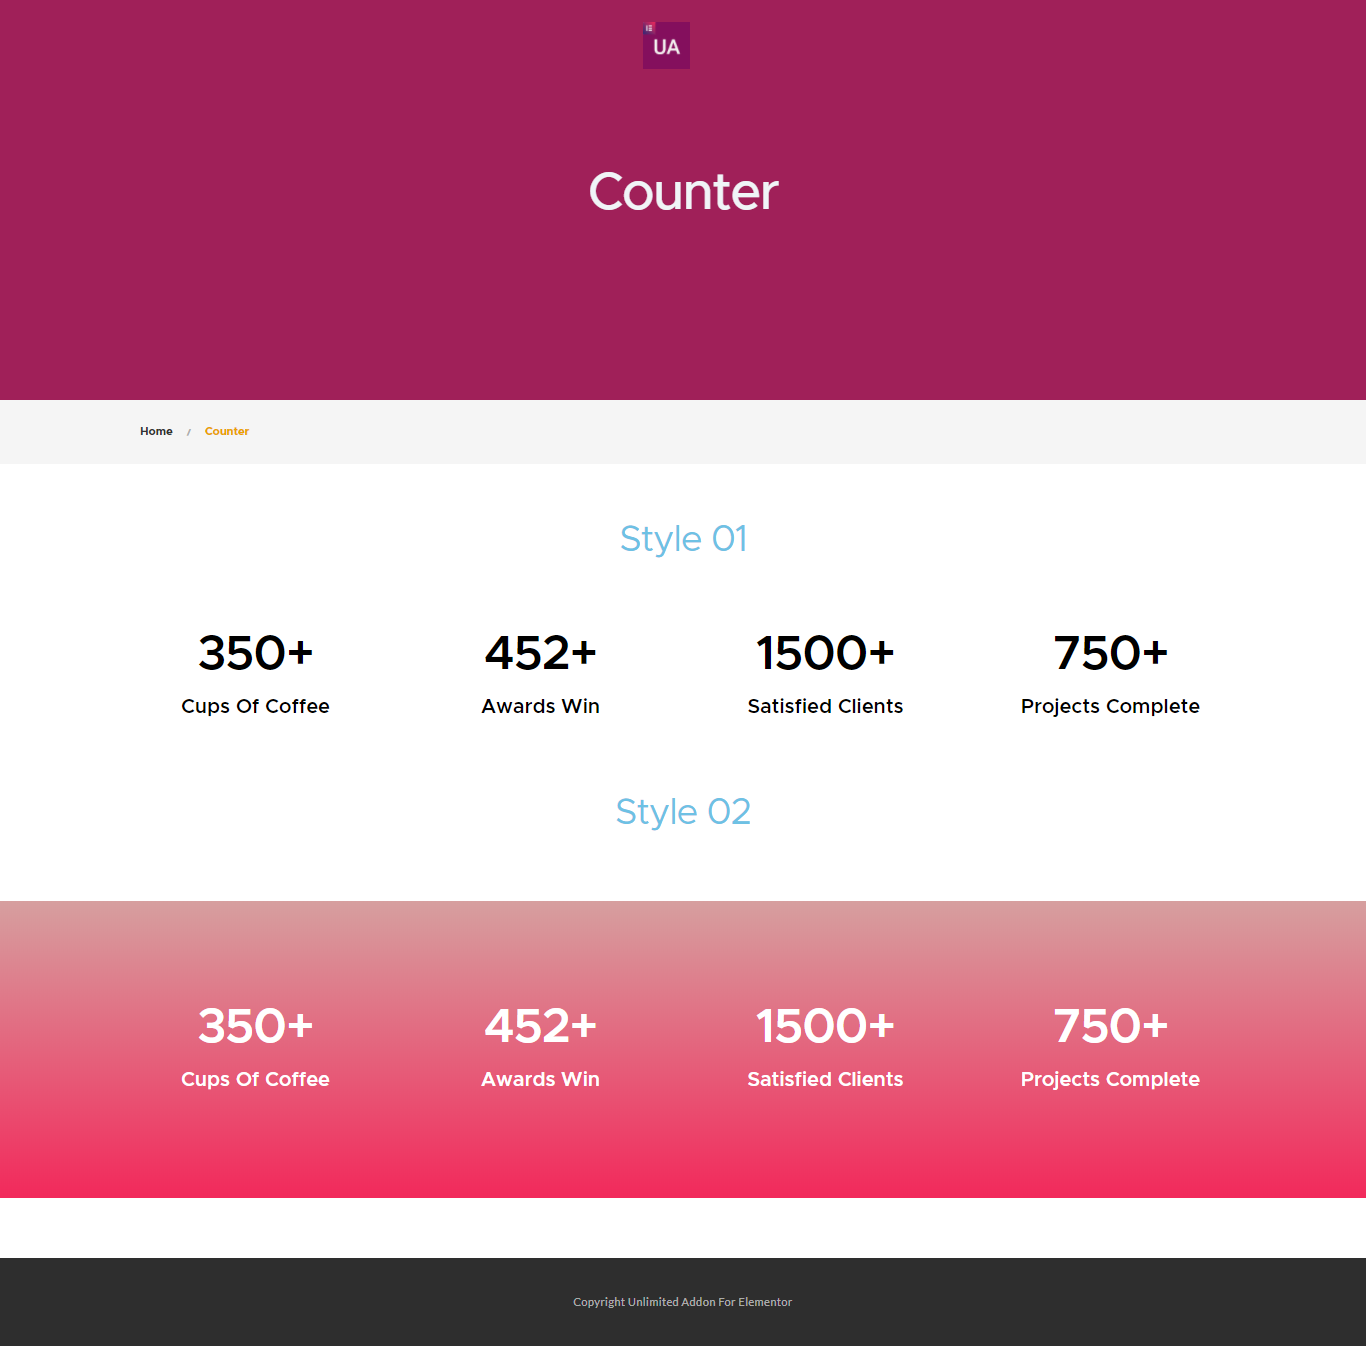 UA
Counter
Home / Counter
Style 01
350+ 452+ 1500+ 750+
Cups Of Coffee Awards Win Satisfied Clients Projects Complete
Style 02
350+ 452+ 1500+ 750+
Cups Of Coffee Awards Win Satisfied Clients Projects Complete
Copyright Unlimited Addon For Elementor